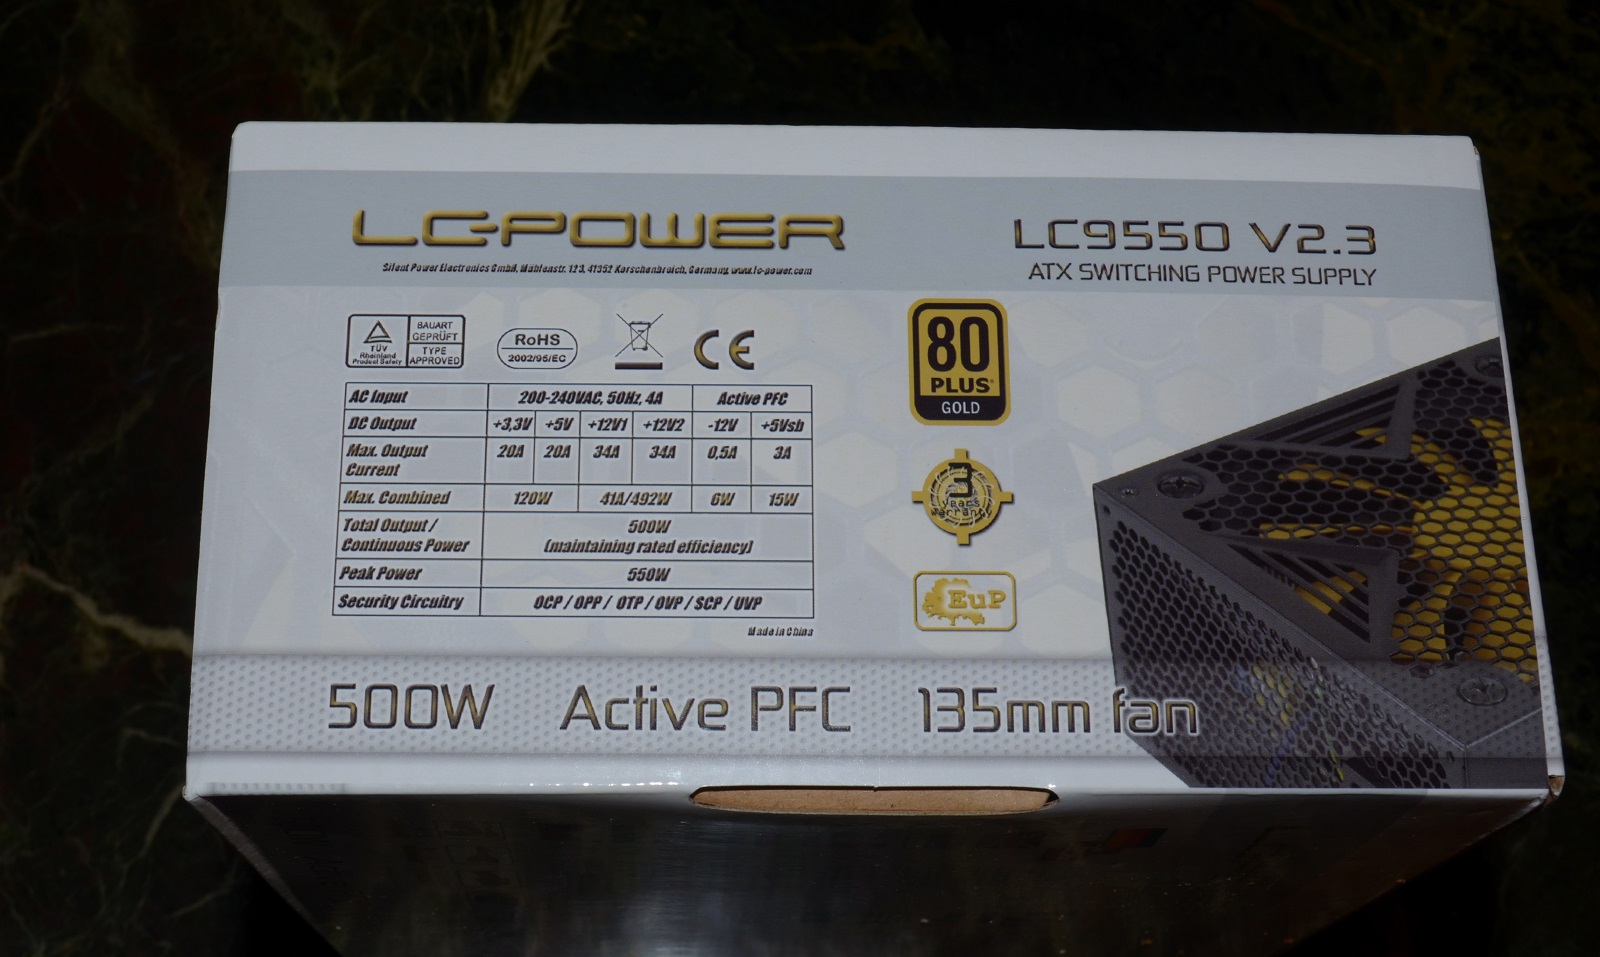 LC-POWER
Silent Power Electronics GmbH, Mühlenstr. 123, 41352 Korschenbroich, Germany, www.lc-power.com
LC9550 V2.3
ATX SWITCHING POWER SUPPLY
TÜV
Rheinland
Product Safety
BAUART
GEPRÜFT
TYPE
APPROVED
RoHS
2002/95/EC
CE
AC Input 200-240VAC, 50Hz, 4A Active PFC
DC Output +3,3V +5V +12V1 +12V2 -12V +5Vsb
Max. Output Current 20A 20A 34A 34A 0,5A 3A
Max. Combined 120W 41A/492W 6W 15W
Total Output / Continuous Power 500W (maintaining rated efficiency)
Peak Power 550W
Security Circuitry OCP / OPP / OTP / OVP / SCP / UVP
Made in China
80
PLUS®
GOLD
3
Years
Warranty
EuP
500W Active PFC 135mm fan